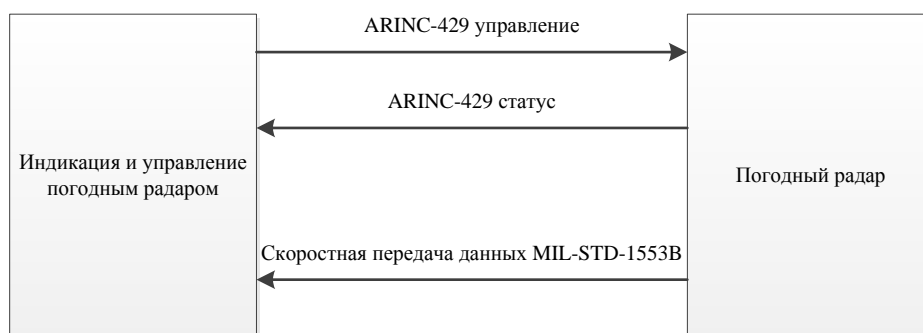 ARINC-429 управление
ARINC-429 статус
Индикация и управление
погодным радаром
Погодный радар
Скоростная передача данных MIL-STD-1553B